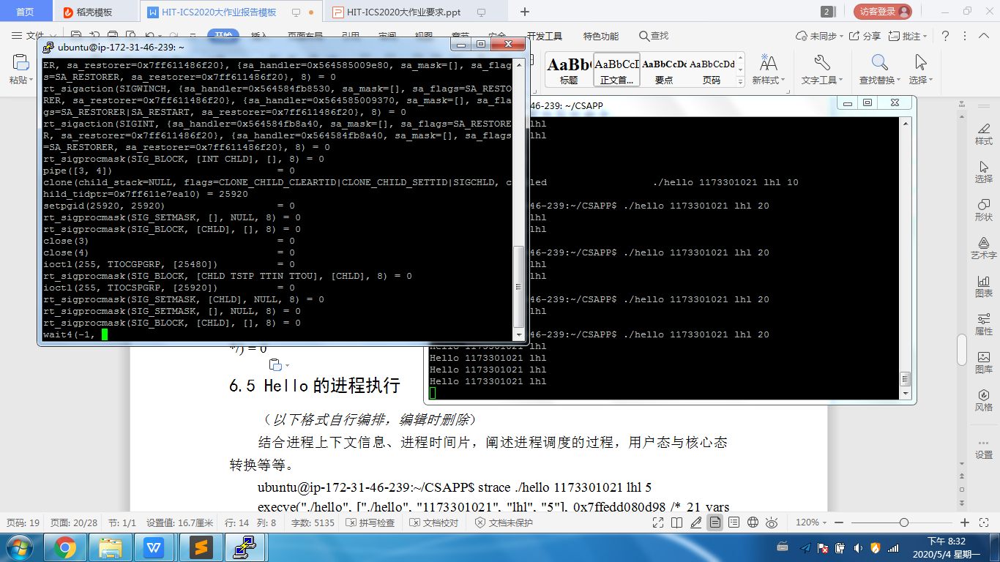 首页
稻壳模板
HIT-ICS2020大作业报告模板
HIT-ICS2020大作业要求.ppt
2
访客登录
文件
开始
插入
页面布局
引用
审阅
视图
章节
安全
开发工具
特色功能
查找
未同步
分享
批注
粘贴
AaBb(
标题
AaBbCcD
正文首...
AaBbCcDd
要点
AaBbCcDd
页码
新样式
文字工具
查找替换
选择
ubuntu@ip-172-31-46-239: ~
ER, sa_restorer=0x7ff611486f20}, {sa_handler=0x564585009e80, sa_mask=[], sa_flag
s=SA_RESTORER, sa_restorer=0x7ff611486f20}, 8) = 0
rt_sigaction(SIGWINCH, {sa_handler=0x564584fb8530, sa_mask=[], sa_flags=SA_RESTO
RER, sa_restorer=0x7ff611486f20}, {sa_handler=0x564585009370, sa_mask=[], sa_fla
gs=SA_RESTORER|SA_RESTART, sa_restorer=0x7ff611486f20}, 8) = 0
rt_sigaction(SIGINT, {sa_handler=0x564584fb8a40, sa_mask=[], sa_flags=SA_RESTORE
R, sa_restorer=0x7ff611486f20}, {sa_handler=0x564584fb8a40, sa_mask=[], sa_flags
=SA_RESTORER, sa_restorer=0x7ff611486f20}, 8) = 0
rt_sigprocmask(SIG_BLOCK, [INT CHLD], [], 8) = 0
pipe([3, 4]) = 0
clone(child_stack=NULL, flags=CLONE_CHILD_CLEARTID|CLONE_CHILD_SETTID|SIGCHLD, c
hild_tidptr=0x7ff611e7ea10) = 25920
setpgid(25920, 25920) = 0
rt_sigprocmask(SIG_SETMASK, [], NULL, 8) = 0
rt_sigprocmask(SIG_BLOCK, [CHLD], [], 8) = 0
close(3) = 0
close(4) = 0
ioctl(255, TIOCGPGRP, [25480]) = 0
rt_sigprocmask(SIG_BLOCK, [CHLD TSTP TTIN TTOU], [CHLD], 8) = 0
ioctl(255, TIOCSPGRP, [25920]) = 0
rt_sigprocmask(SIG_SETMASK, [CHLD], NULL, 8) = 0
rt_sigprocmask(SIG_SETMASK, [], NULL, 8) = 0
rt_sigprocmask(SIG_BLOCK, [CHLD], [], 8) = 0
wait4(-1,
46-239: ~/CSAPP
lhl
lhl
led ./hello 1173301021 lhl 10
46-239:~/CSAPP$ ./hello 1173301021 lhl 20
lhl
lhl
46-239:~/CSAPP$ ./hello 1173301021 lhl 20
lhl
lhl
46-239:~/CSAPP$ ./hello 1173301021 lhl 20
lhl
46-239:~/CSAPP$ ./hello 1173301021 lhl 20
Hello 1173301021 lhl
Hello 1173301021 lhl
Hello 1173301021 lhl
Hello 1173301021 lhl
*/) = 0
6.5 Hello的进程执行
（以下格式自行编排，编辑时删除）
结合进程上下文信息、进程时间片，阐述进程调度的过程，用户态与核心态
转换等等。
ubuntu@ip-172-31-46-239:~/CSAPP$ strace ./hello 1173301021 lhl 5
execve("./hello", ["./hello", "1173301021", "lhl", "5"], 0x7ffedd080d98 /* 21 vars
样式
选择
形状
艺术字
图表
属性
图库
风格
设置
页码: 19
页面: 20/28
节: 1/1
设置值: 16.7厘米
行: 14
列: 8
字数: 5135
拼写检查
文档校对
文档未保护
120%
下午 8:32
2020/5/4 星期一